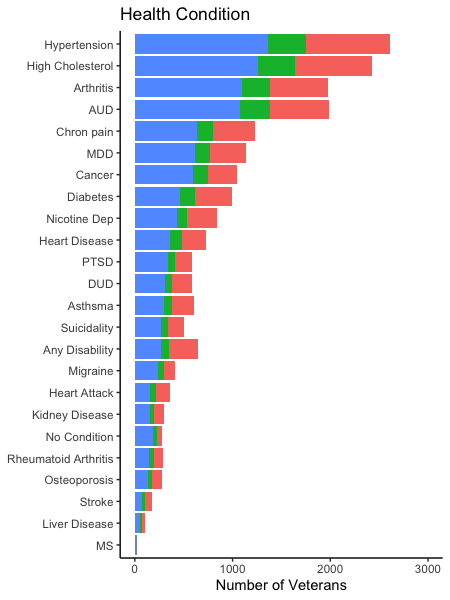 Health Condition
Hypertension
High Cholesterol
Arthritis
AUD
Chron pain
MDD
Cancer
Diabetes
Nicotine Dep
Heart Disease
PTSD
DUD
Asthsma
Suicidality
Any Disability
Migraine
Heart Attack
Kidney Disease
No Condition
Rheumatoid Arthritis
Osteoporosis
Stroke
Liver Disease
MS
0 1000 2000 3000
Number of Veterans